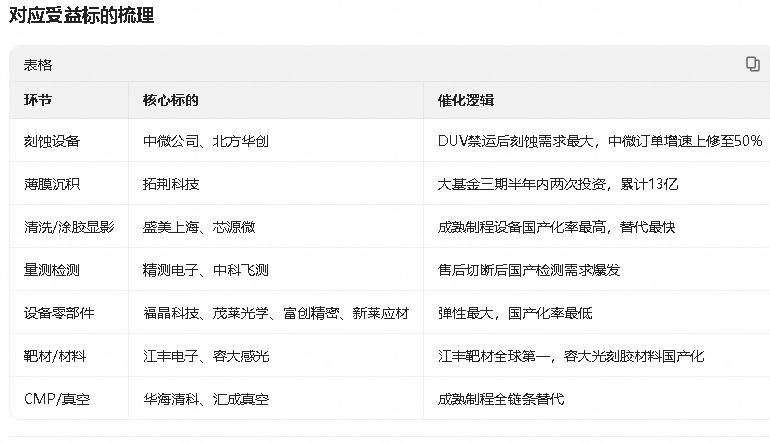 对应受益标的梳理
表格
环节 核心标的 催化逻辑
刻蚀设备 中微公司、北方华创 DUV禁运后刻蚀需求最大，中微订单增速上修至50%
薄膜沉积 拓荆科技 大基金三期半年内两次投资，累计13亿
清洗/涂胶显影 盛美上海、芯源微 成熟制程设备国产化率最高，替代最快
量测检测 精测电子、中科飞测 售后切断后国产检测需求爆发
设备零部件 福晶科技、茂莱光学、富创精密、新莱应材 弹性最大，国产化率最低
靶材/材料 江丰电子、容大感光 江丰靶材全球第一，容大光刻胶材料国产化
CMP/真空 华海清科、汇成真空 成熟制程全链条替代